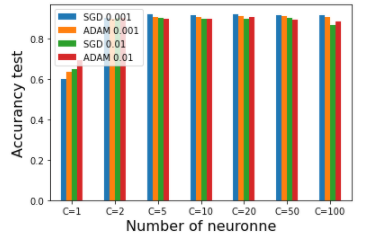 SGD 0.001
ADAM 0.001
SGD 0.01
ADAM 0.01
Accurancy test
0.8
0.6
0.4
0.2
0.0
C=1 C=2 C=5 C=10 C=20 C=50 C=100
Number of neuronne